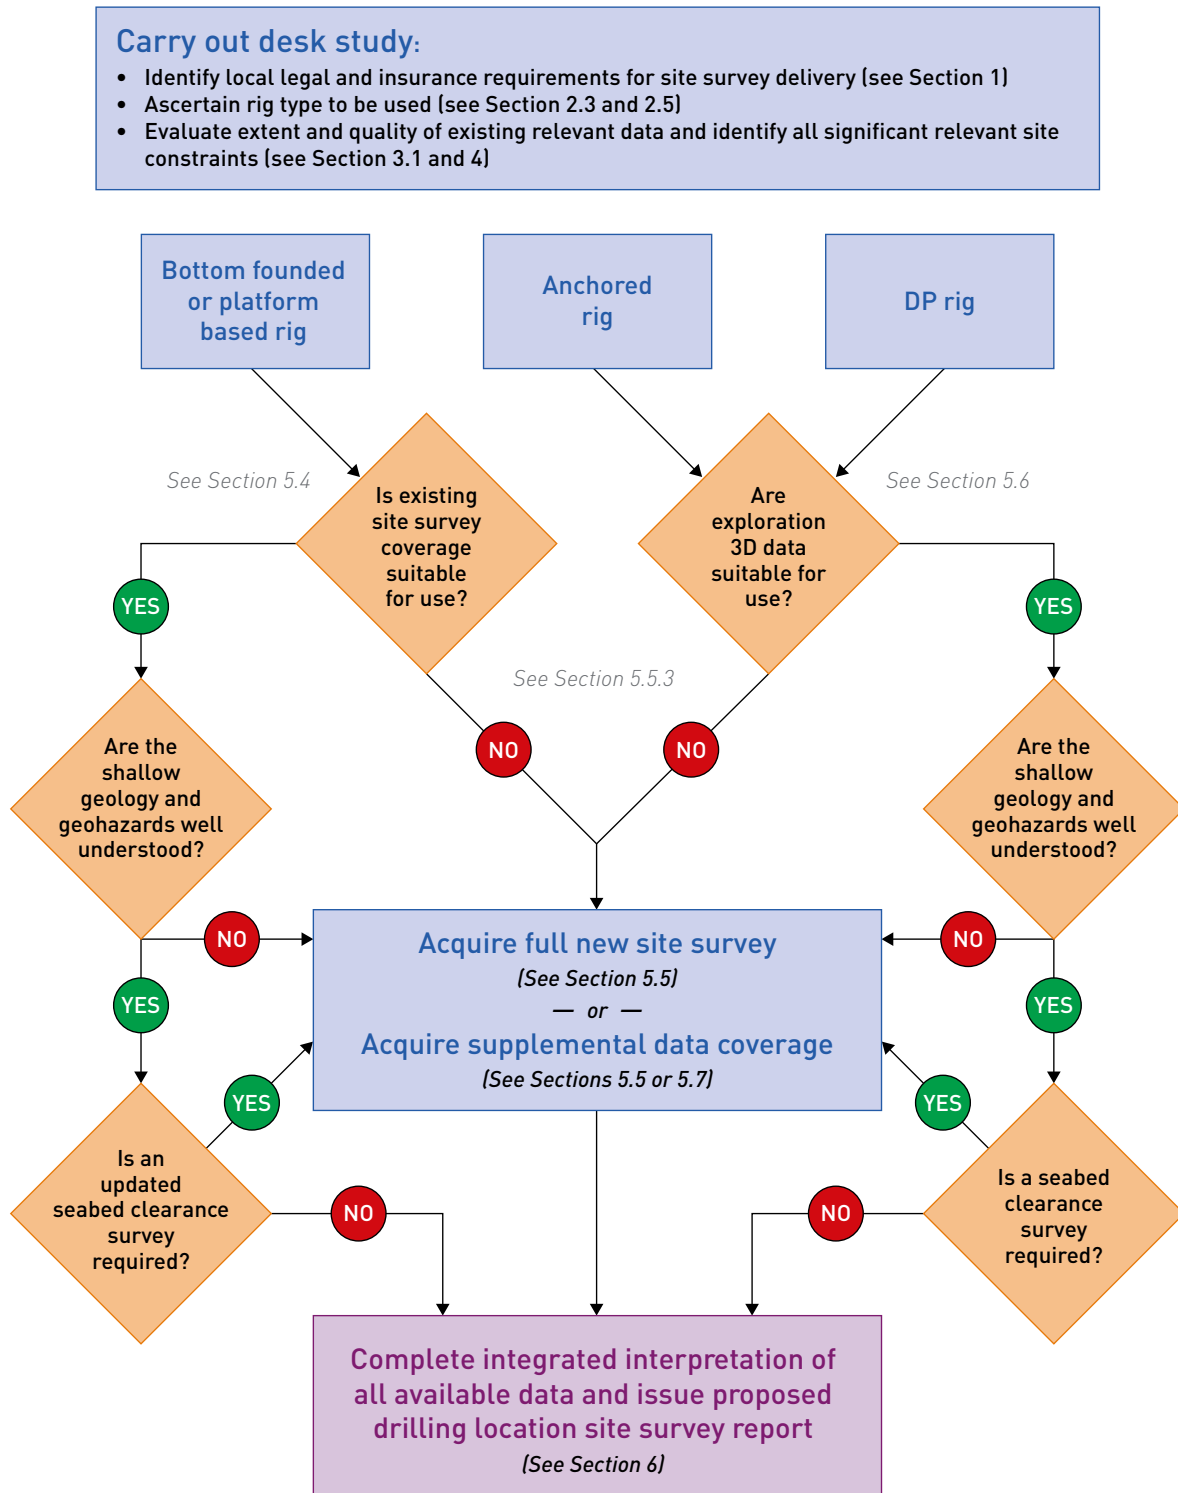 Carry out desk study:
• Identify local legal and insurance requirements for site survey delivery (see Section 1)
• Ascertain rig type to be used (see Section 2.3 and 2.5)
• Evaluate extent and quality of existing relevant data and identify all significant relevant site
constraints (see Section 3.1 and 4)
Bottom founded
or platform
based rig
Anchored
rig
DP rig
See Section 5.4
Is existing
site survey
coverage
suitable
for use?
Are
exploration
3D data
suitable for
use?
See Section 5.6
YES
YES
See Section 5.5.3
NO
NO
Are the
shallow
geology and
geohazards well
understood?
Are the
shallow
geology and
geohazards well
understood?
NO
NO
Acquire full new site survey
(See Section 5.5)
— or —
Acquire supplemental data coverage
(See Sections 5.5 or 5.7)
YES
YES
YES
YES
Is an
updated
seabed clearance
survey
required?
Is a seabed
clearance
survey
required?
NO
NO
Complete integrated interpretation of
all available data and issue proposed
drilling location site survey report
(See Section 6)